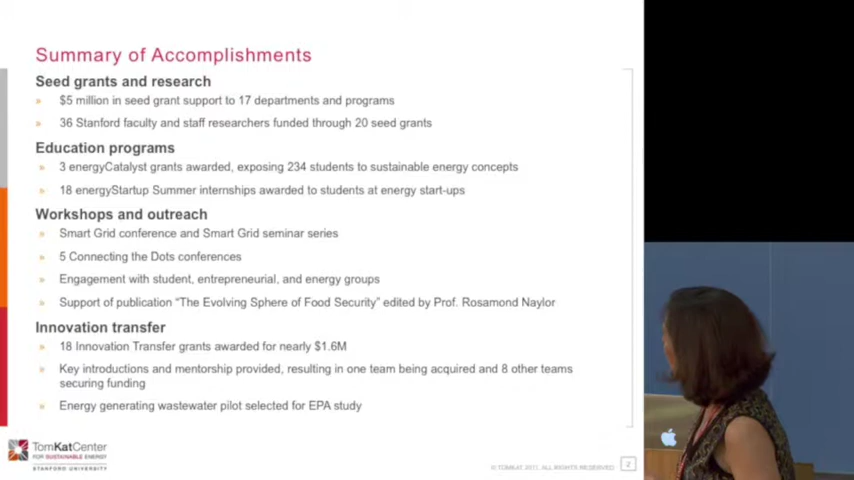 Summary of Accomplishments
Seed grants and research
» $5 million in seed grant support to 17 departments and programs
» 36 Stanford faculty and staff researchers funded through 20 seed grants
Education programs
» 3 energyCatalyst grants awarded, exposing 234 students to sustainable energy concepts
» 18 energyStartup Summer internships awarded to students at energy start-ups
Workshops and outreach
» Smart Grid conference and Smart Grid seminar series
» 5 Connecting the Dots conferences
» Engagement with student, entrepreneurial, and energy groups
» Support of publication “The Evolving Sphere of Food Security” edited by Prof. Rosamond Naylor
Innovation transfer
» 18 Innovation Transfer grants awarded for nearly $1.6M
» Key introductions and mentorship provided, resulting in one team being acquired and 8 other teams
securing funding
» Energy generating wastewater pilot selected for EPA study
TomKatCenter
FOR SUSTAINABLE ENERGY
STANFORD UNIVERSITY
© TOMKAT 2011. ALL RIGHTS RESERVED
2